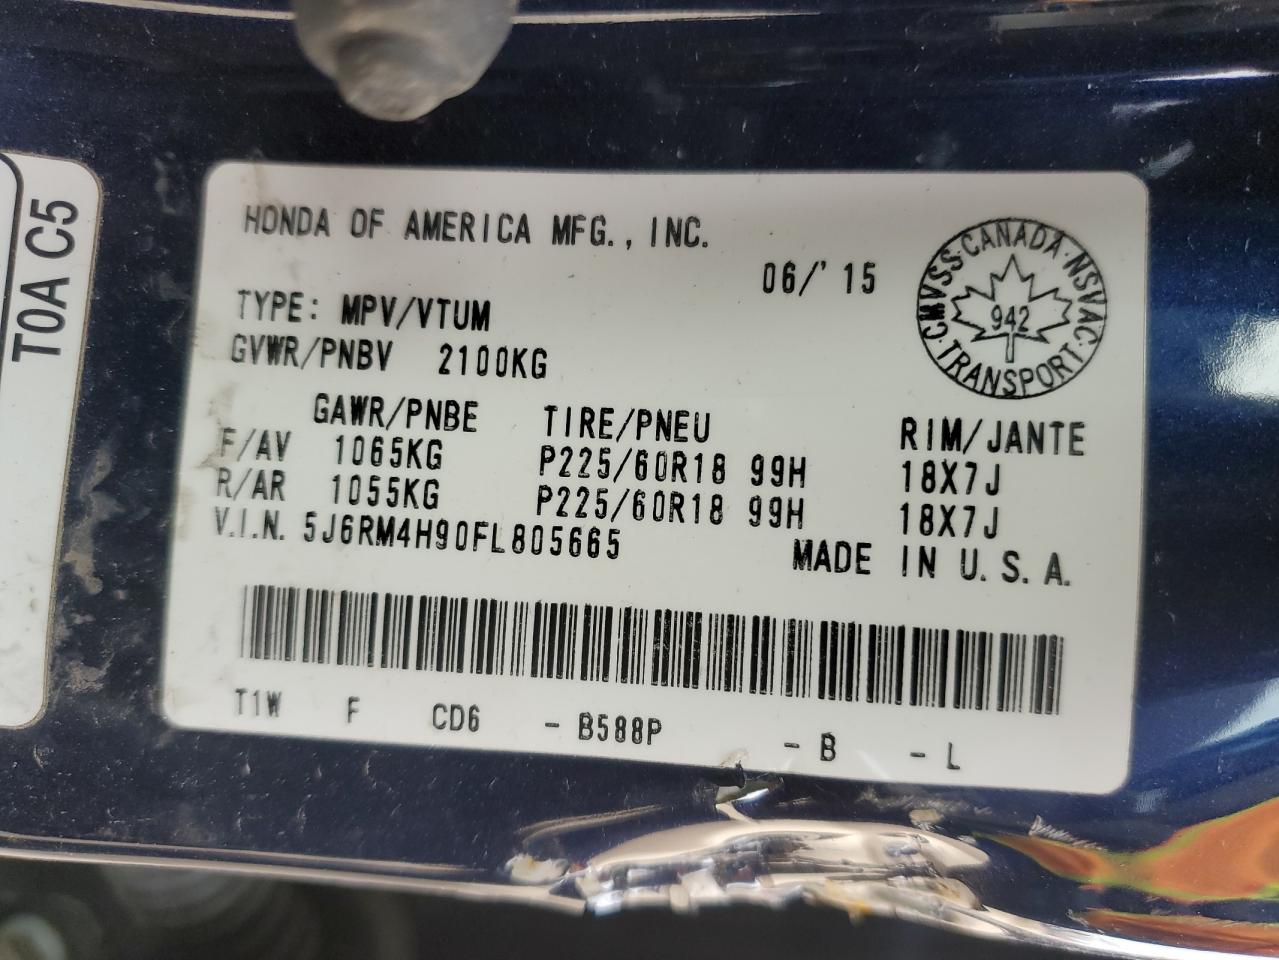 T0A C5
HONDA OF AMERICA MFG., INC.
06/'15
CMVSS·CANADA·NSVAC·TRANSPORT
942
TYPE: MPV/VTUM
GVWR/PNBV 2100KG
GAWR/PNBE TIRE/PNEU RIM/JANTE
F/AV 1065KG P225/60R18 99H 18X7J
R/AR 1055KG P225/60R18 99H 18X7J
V.I.N. 5J6RM4H90FL805665 MADE IN U.S.A.
T1W F CD6 - B588P - B - L